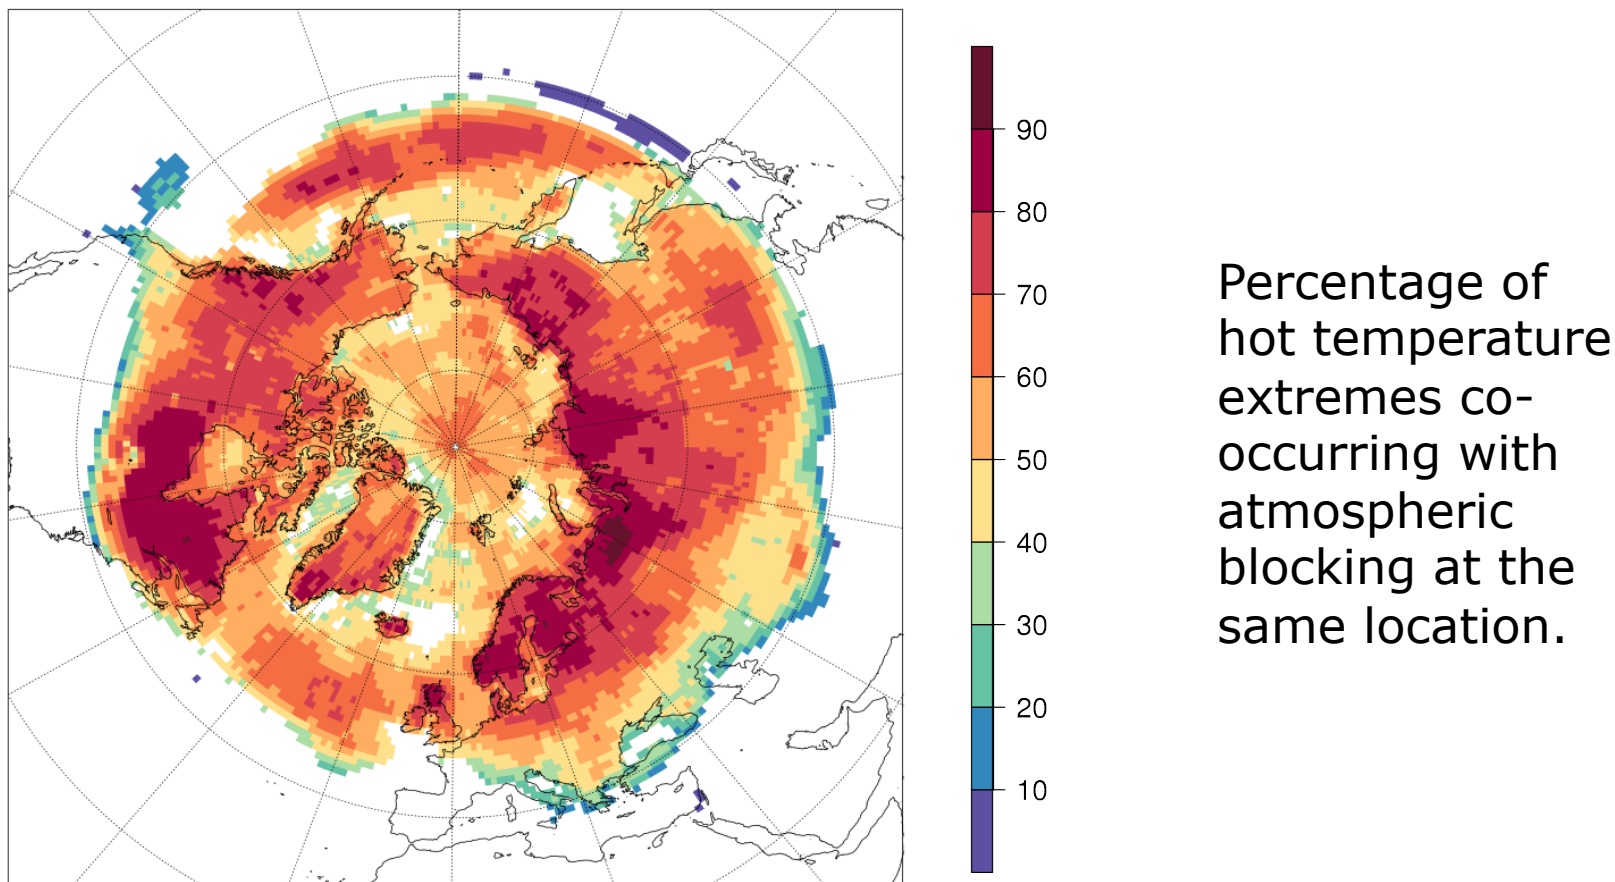 90
80
70
60
50
40
30
20
10
Percentage of
hot temperature
extremes co-
occurring with
atmospheric
blocking at the
same location.